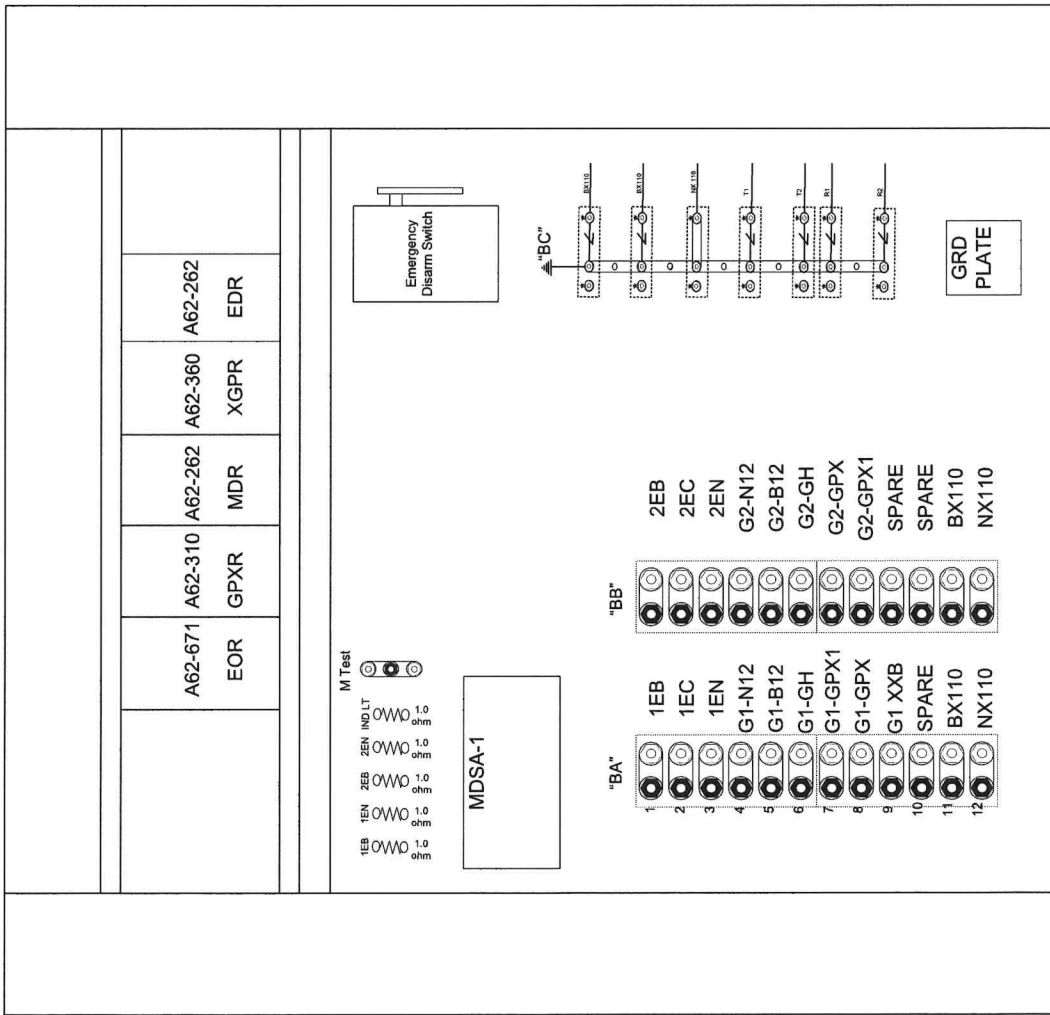 A62-671
EOR
A62-310
GPXR
A62-262
MDR
A62-360
XGPR
A62-262
EDR
Emergency
Disarm Switch
M Test
1EB
1.0
ohm
1EN
1.0
ohm
2EB
1.0
ohm
2EN
1.0
ohm
IND LT
1.0
ohm
MDSA-1
"BC"
BX110
BX110
NX 110
T1
T2
R1
R2
GRD
PLATE
"BA"
1 1EB
2 1EC
3 1EN
4 G1-N12
5 G1-B12
6 G1-GH
7 G1-GPX1
8 G1-GPX
9 G1 XXB
10 SPARE
11 BX110
12 NX110
"BB"
2EB
2EC
2EN
G2-N12
G2-B12
G2-GH
G2-GPX
G2-GPX1
SPARE
SPARE
BX110
NX110